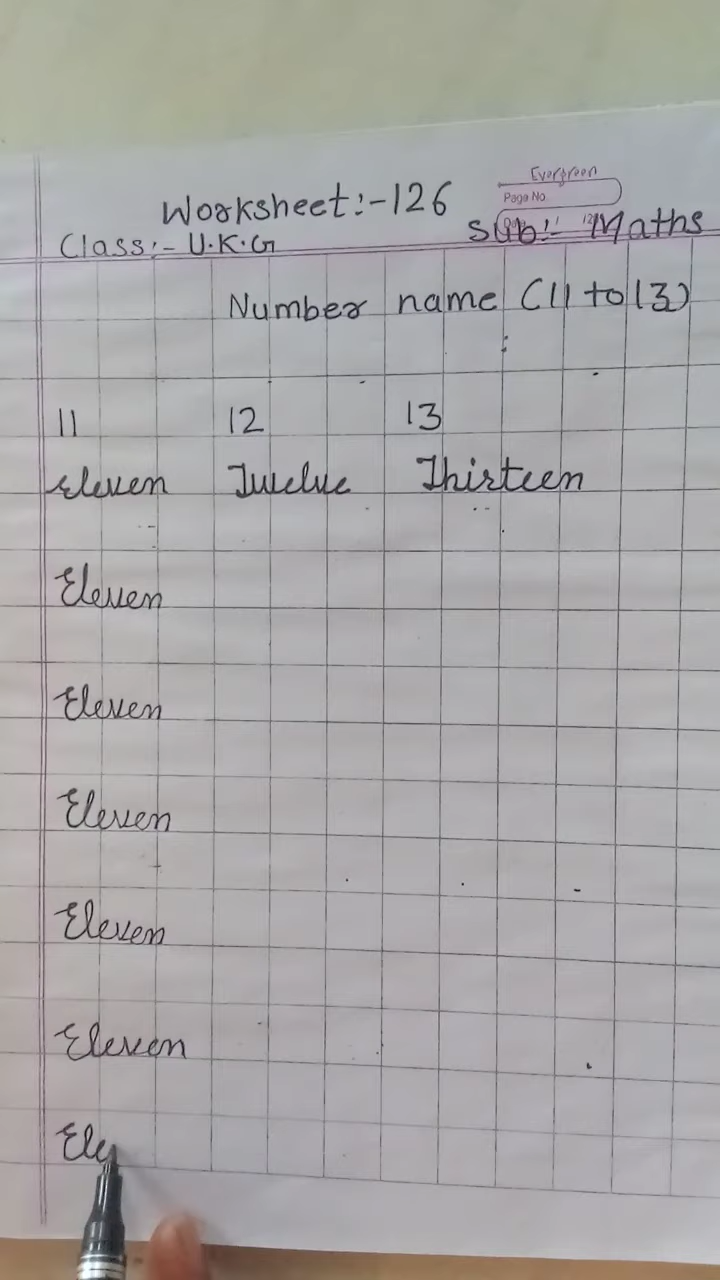 Evergreen
Worksheet:-126
Page No.
Class:- U.K.G
Sub:- Maths
Number name (11 to 13)
11 12 13
Eleven Twelve Thirteen
Eleven
Eleven
Eleven
Eleven
Eleven
Ele